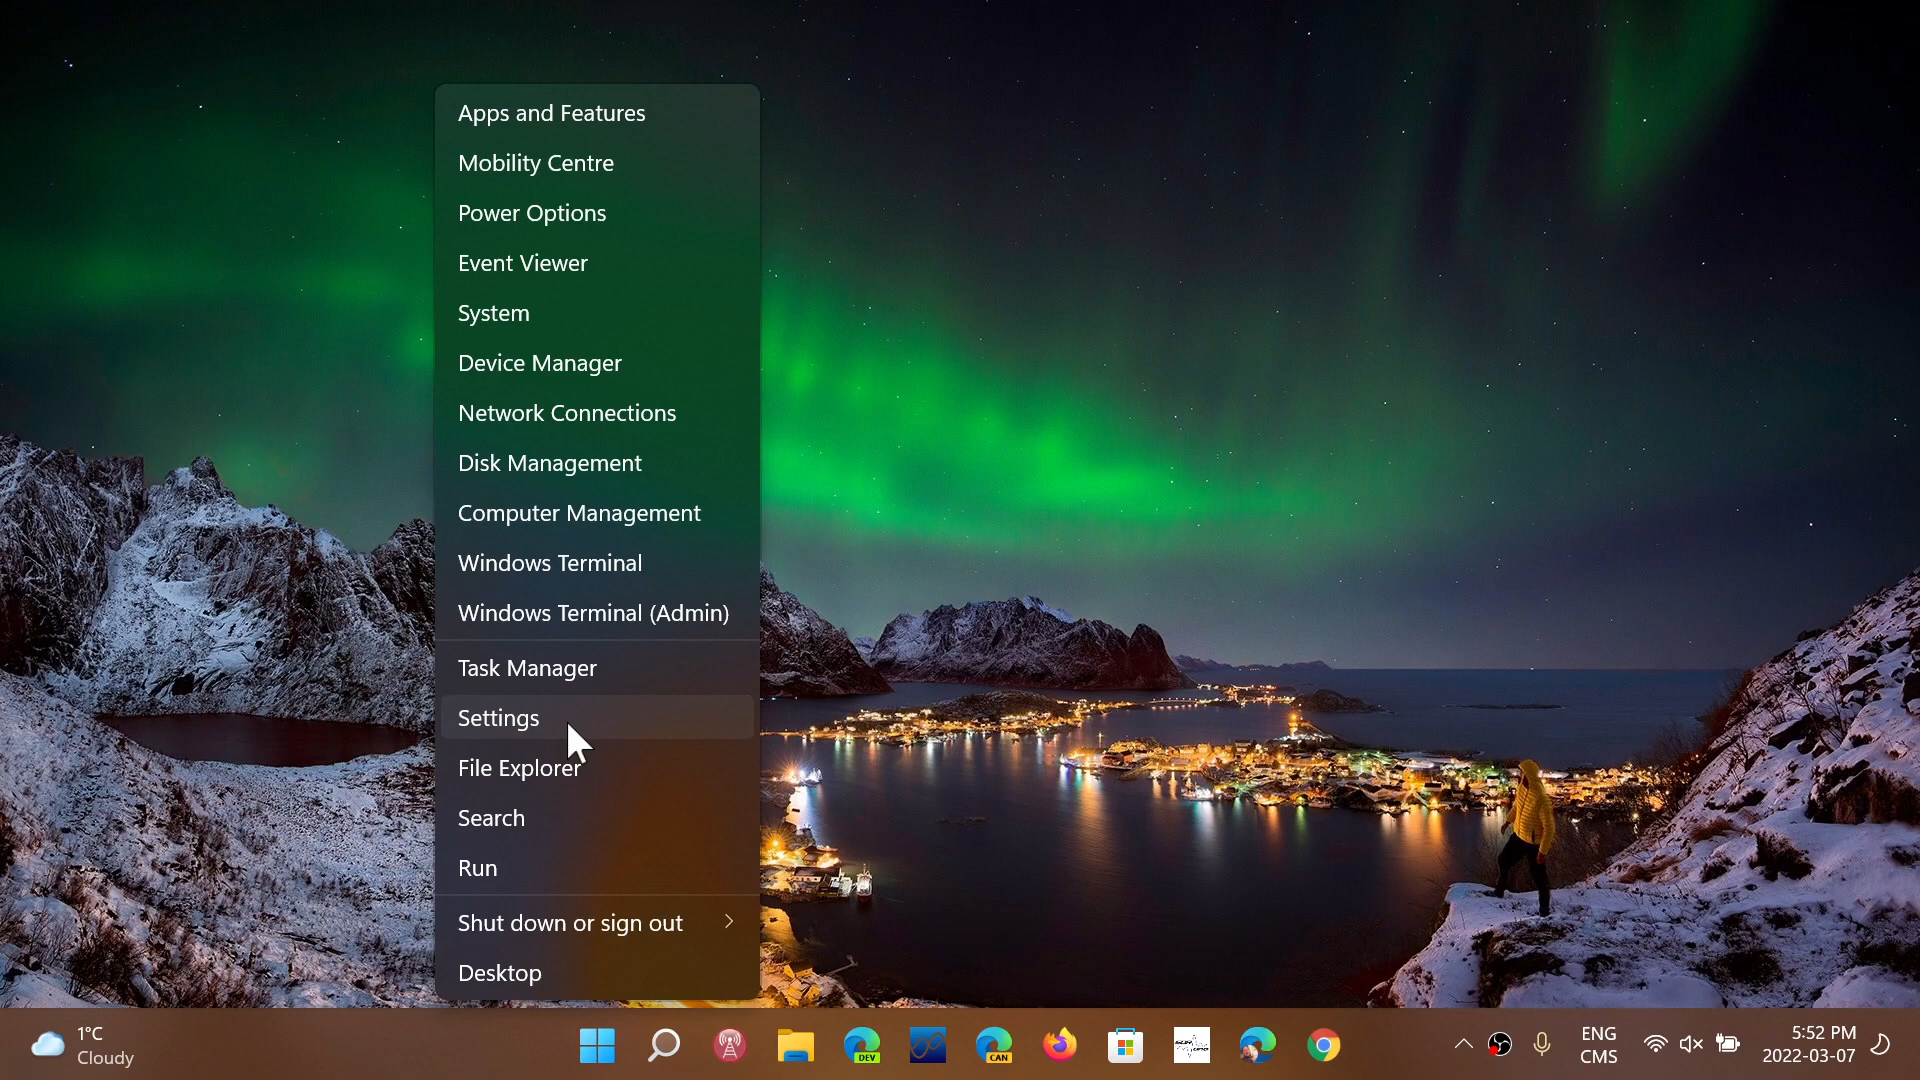 Apps and Features
Mobility Centre
Power Options
Event Viewer
System
Device Manager
Network Connections
Disk Management
Computer Management
Windows Terminal
Windows Terminal (Admin)
Task Manager
Settings
File Explorer
Search
Run
Shut down or sign out
Desktop
1°C
Cloudy
DEV
CAN
ENG
CMS
5:52 PM
2022-03-07